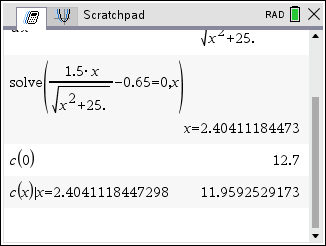 Scratchpad RAD
√x²+25.
solve(1.5·x/√x²+25. −0.65=0,x)
x=2.40411184473
c(0) 12.7
c(x)|x=2.4041118447298 11.9592529173